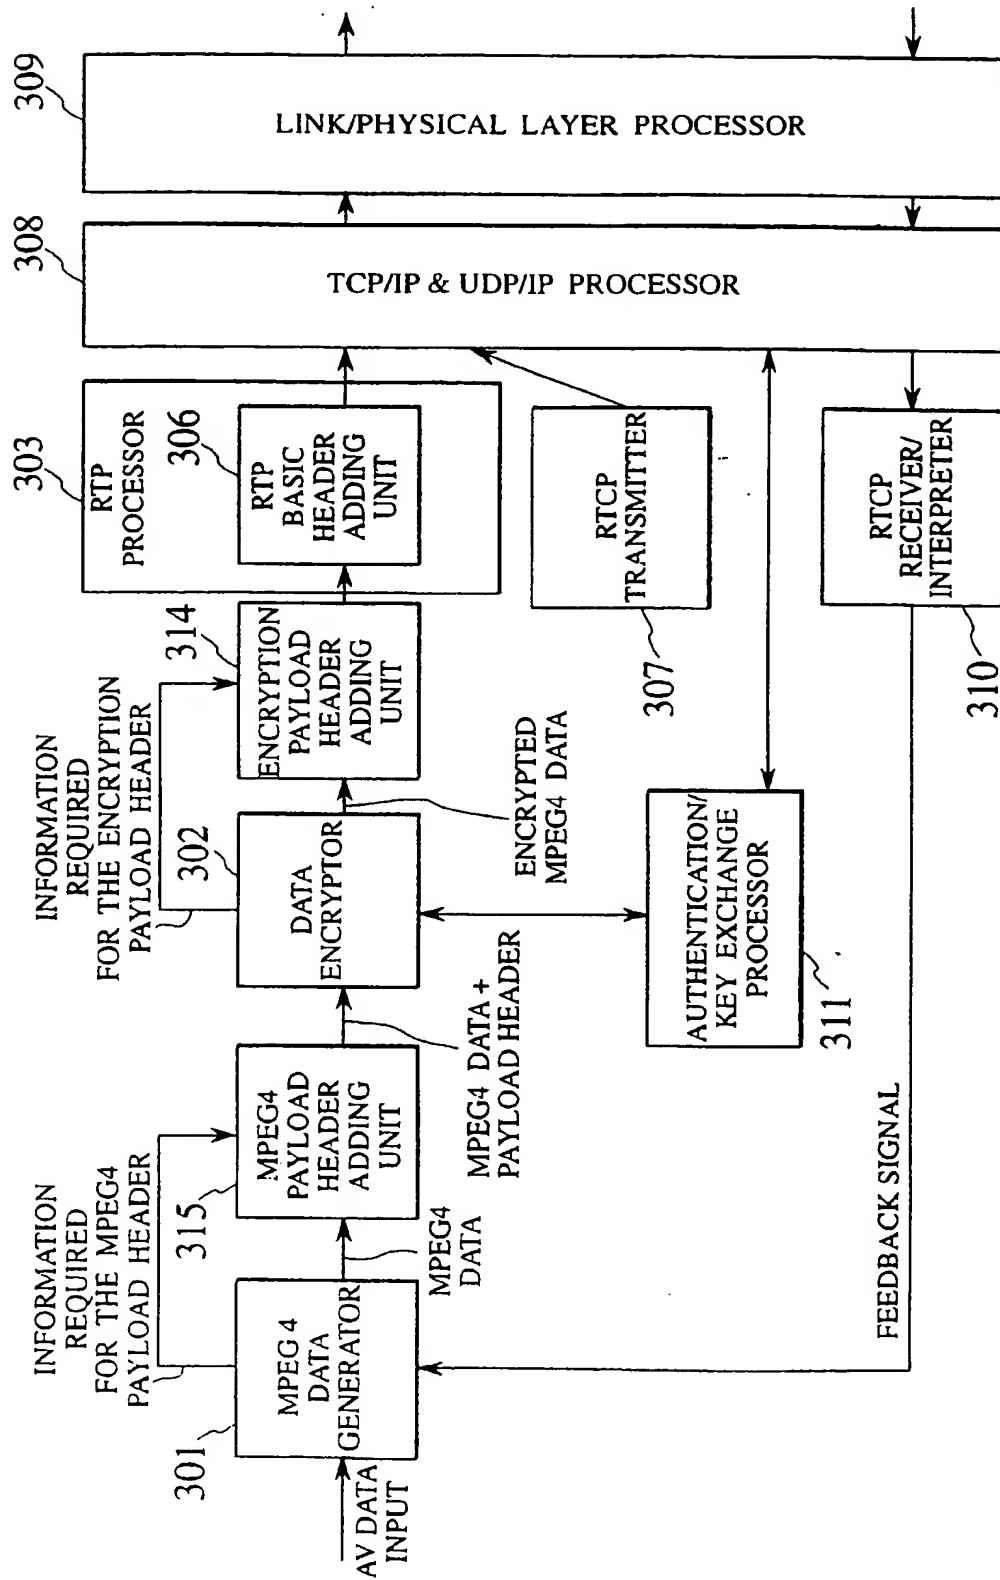 INFORMATION
REQUIRED
FOR THE MPEG4
PAYLOAD HEADER
INFORMATION
REQUIRED
FOR THE ENCRYPTION
PAYLOAD HEADER
301
MPEG 4
DATA
GENERATOR
AV DATA
INPUT
MPEG4
DATA
315
MPEG4
PAYLOAD
HEADER
ADDING
UNIT
MPEG4 DATA +
PAYLOAD HEADER
302
DATA
ENCRYPTOR
ENCRYPTED
MPEG4 DATA
314
ENCRYPTION
PAYLOAD
HEADER
ADDING
UNIT
303
RTP
PROCESSOR
306
RTP
BASIC
HEADER
ADDING
UNIT
308
TCP/IP & UDP/IP PROCESSOR
309
LINK/PHYSICAL LAYER PROCESSOR
RTCP
TRANSMITTER
307
AUTHENTICATION/
KEY EXCHANGE
PROCESSOR
311
RTCP
RECEIVER/
INTERPRETER
310
FEEDBACK SIGNAL